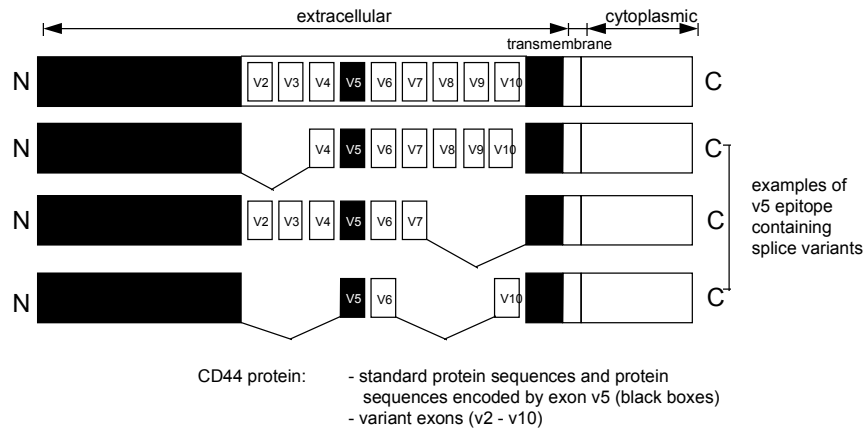 extracellular
cytoplasmic
transmembrane
N V2 V3 V4 V5 V6 V7 V8 V9 V10 C
N V4 V5 V6 V7 V8 V9 V10 C
N V2 V3 V4 V5 V6 V7 C
N V5 V6 V10 C
examples of
v5 epitope
containing
splice variants
CD44 protein: - standard protein sequences and protein
sequences encoded by exon v5 (black boxes)
- variant exons (v2 - v10)